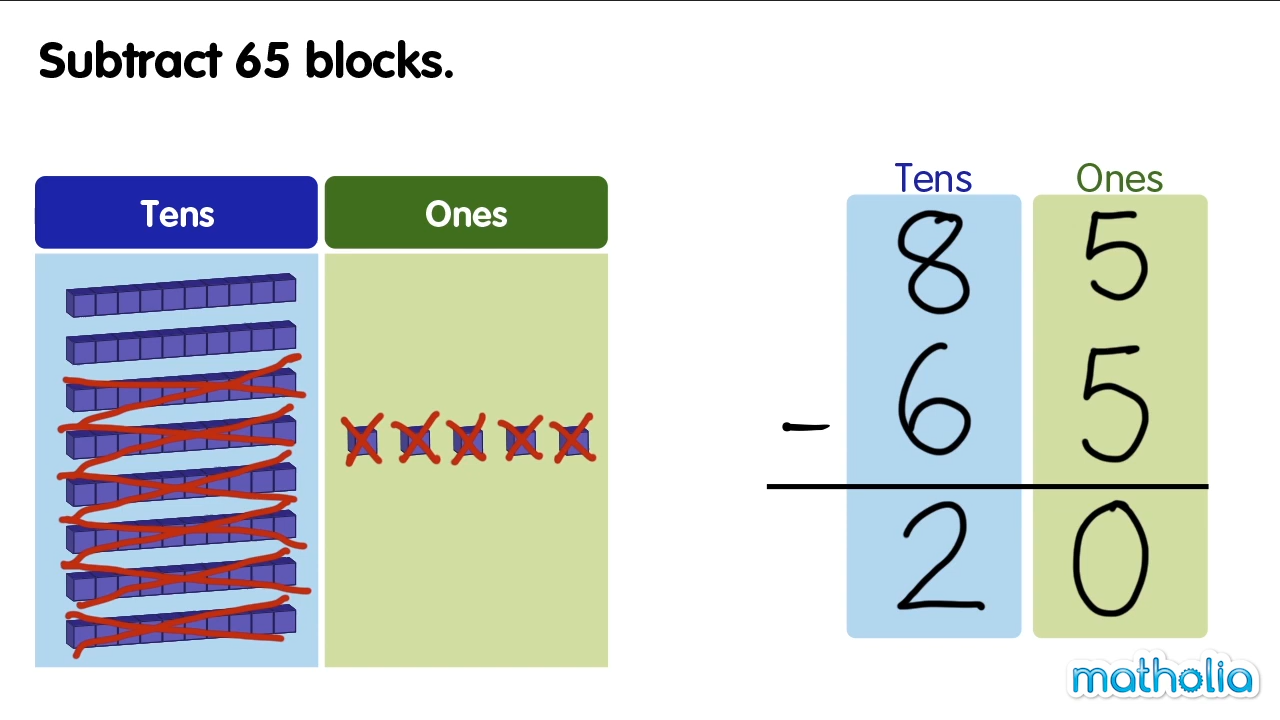 Subtract 65 blocks.
Tens Ones
Tens Ones
8 5
- 6 5
2 0
matholia